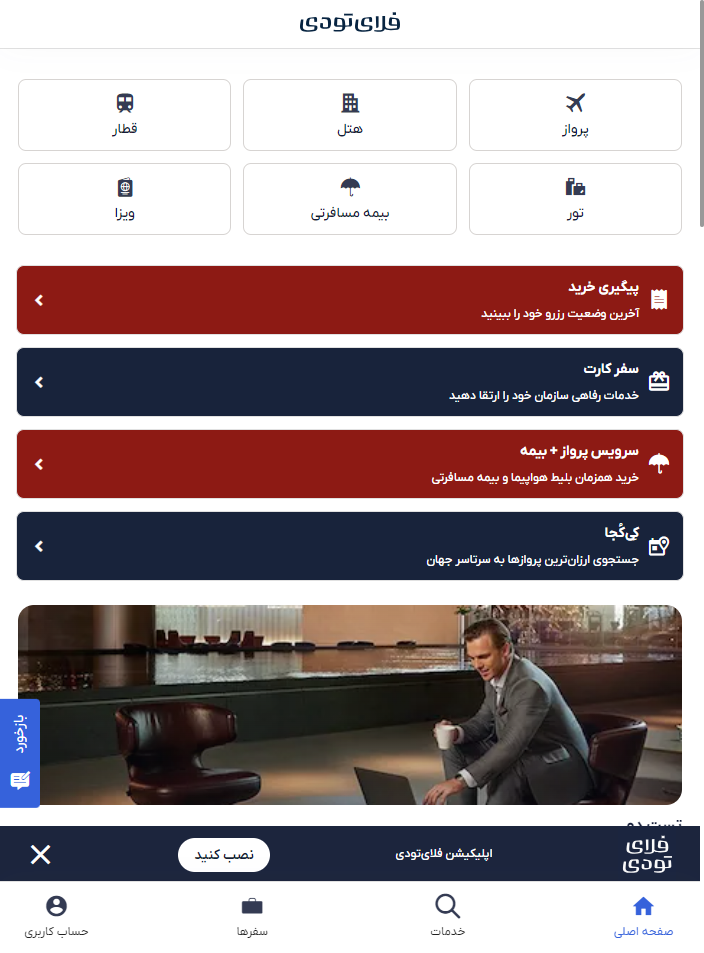 فلای‌تودی
پرواز
هتل
قطار
تور
بیمه مسافرتی
ویزا
پیگیری خرید
آخرین وضعیت رزرو خود را ببینید
سفر کارت
خدمات رفاهی سازمان خود را ارتقا دهید
سرویس پرواز + بیمه
خرید همزمان بلیط هواپیما و بیمه مسافرتی
کِی‌کُجا
جستجوی ارزان‌ترین پروازها به سرتاسر جهان
بازخورد
تست دو
فلای
تودی
اپلیکیشن فلای‌تودی
نصب کنید
صفحه اصلی
خدمات
سفرها
حساب کاربری